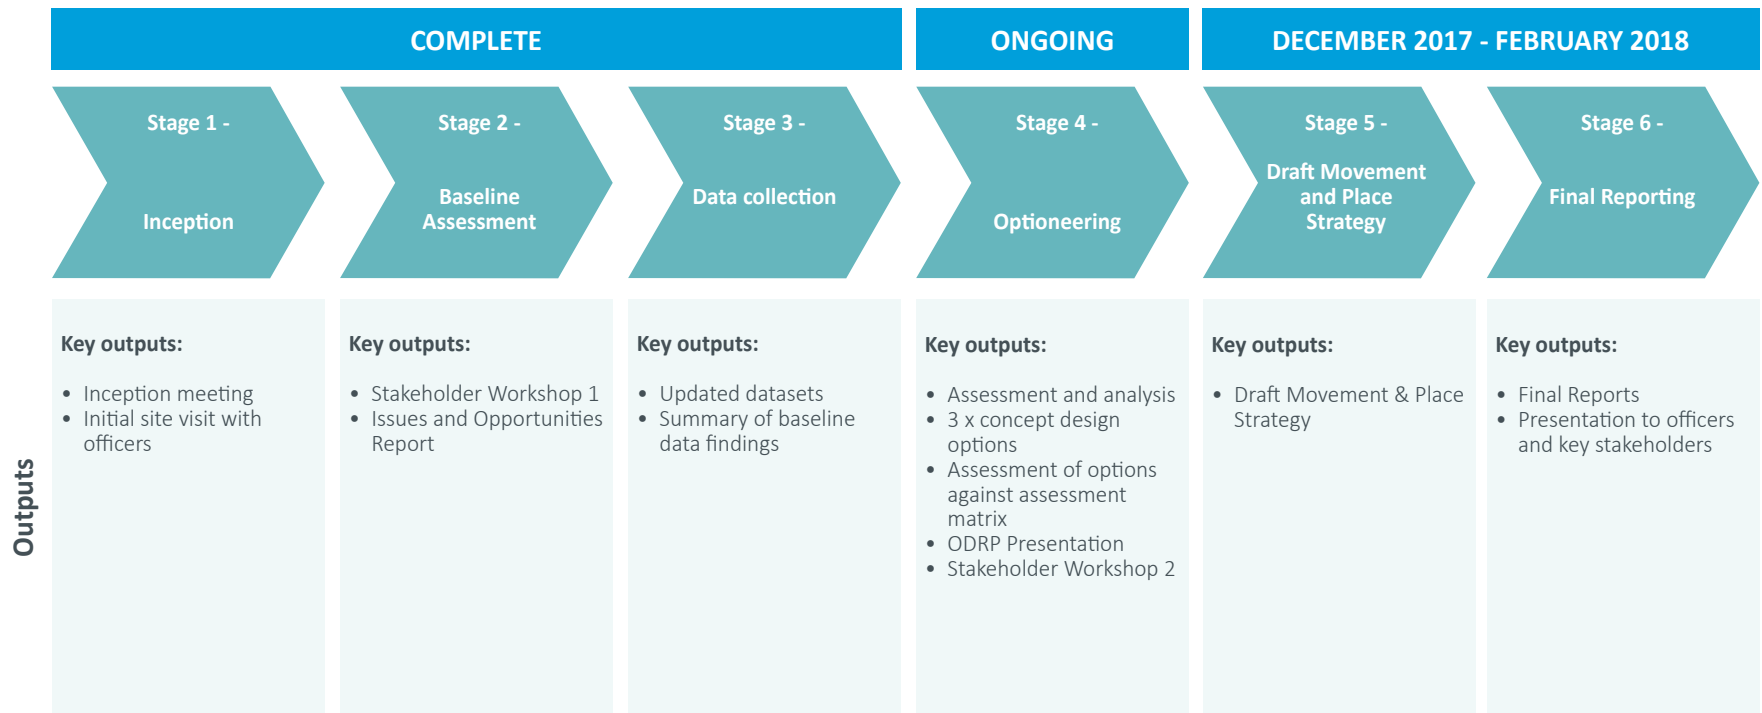 COMPLETE
ONGOING
DECEMBER 2017 - FEBRUARY 2018
Stage 1 -
Inception
Stage 2 -
Baseline
Assessment
Stage 3 -
Data collection
Stage 4 -
Optioneering
Stage 5 -
Draft Movement
and Place
Strategy
Stage 6 -
Final Reporting
Outputs
Key outputs:
• Inception meeting
• Initial site visit with
officers
Key outputs:
• Stakeholder Workshop 1
• Issues and Opportunities
Report
Key outputs:
• Updated datasets
• Summary of baseline
data findings
Key outputs:
• Assessment and analysis
• 3 x concept design
options
• Assessment of options
against assessment
matrix
• ODRP Presentation
• Stakeholder Workshop 2
Key outputs:
• Draft Movement & Place
Strategy
Key outputs:
• Final Reports
• Presentation to officers
and key stakeholders